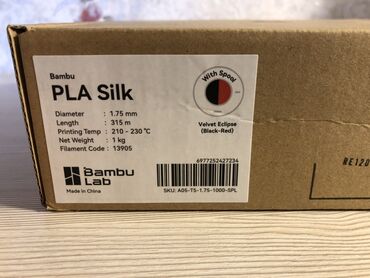 Bambu
PLA Silk
Diameter : 1.75 mm
Length : 315 m
Printing Temp : 210 - 230 °C
Net Weight : 1 kg
Filament Code : 13905
With Spool
Velvet Eclipse
(Black-Red)
Bambu
Lab
Made in China
6977252427234
SKU: A05-T5-1.75-1000-SPL
RE120